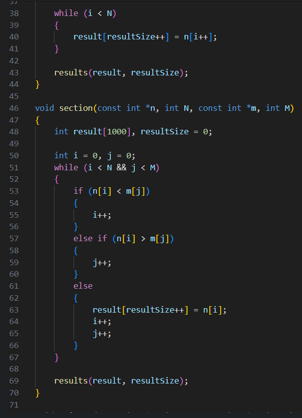 38 while (i < N)
39 {
40 result[resultSize++] = n[i++];
41 }
42
43 results(result, resultSize);
44 }
45
46 void section(const int *n, int N, const int *m, int M)
47 {
48 int result[1000], resultSize = 0;
49
50 int i = 0, j = 0;
51 while (i < N && j < M)
52 {
53 if (n[i] < m[j])
54 {
55 i++;
56 }
57 else if (n[i] > m[j])
58 {
59 j++;
60 }
61 else
62 {
63 result[resultSize++] = n[i];
64 i++;
65 j++;
66 }
67 }
68
69 results(result, resultSize);
70 }
71